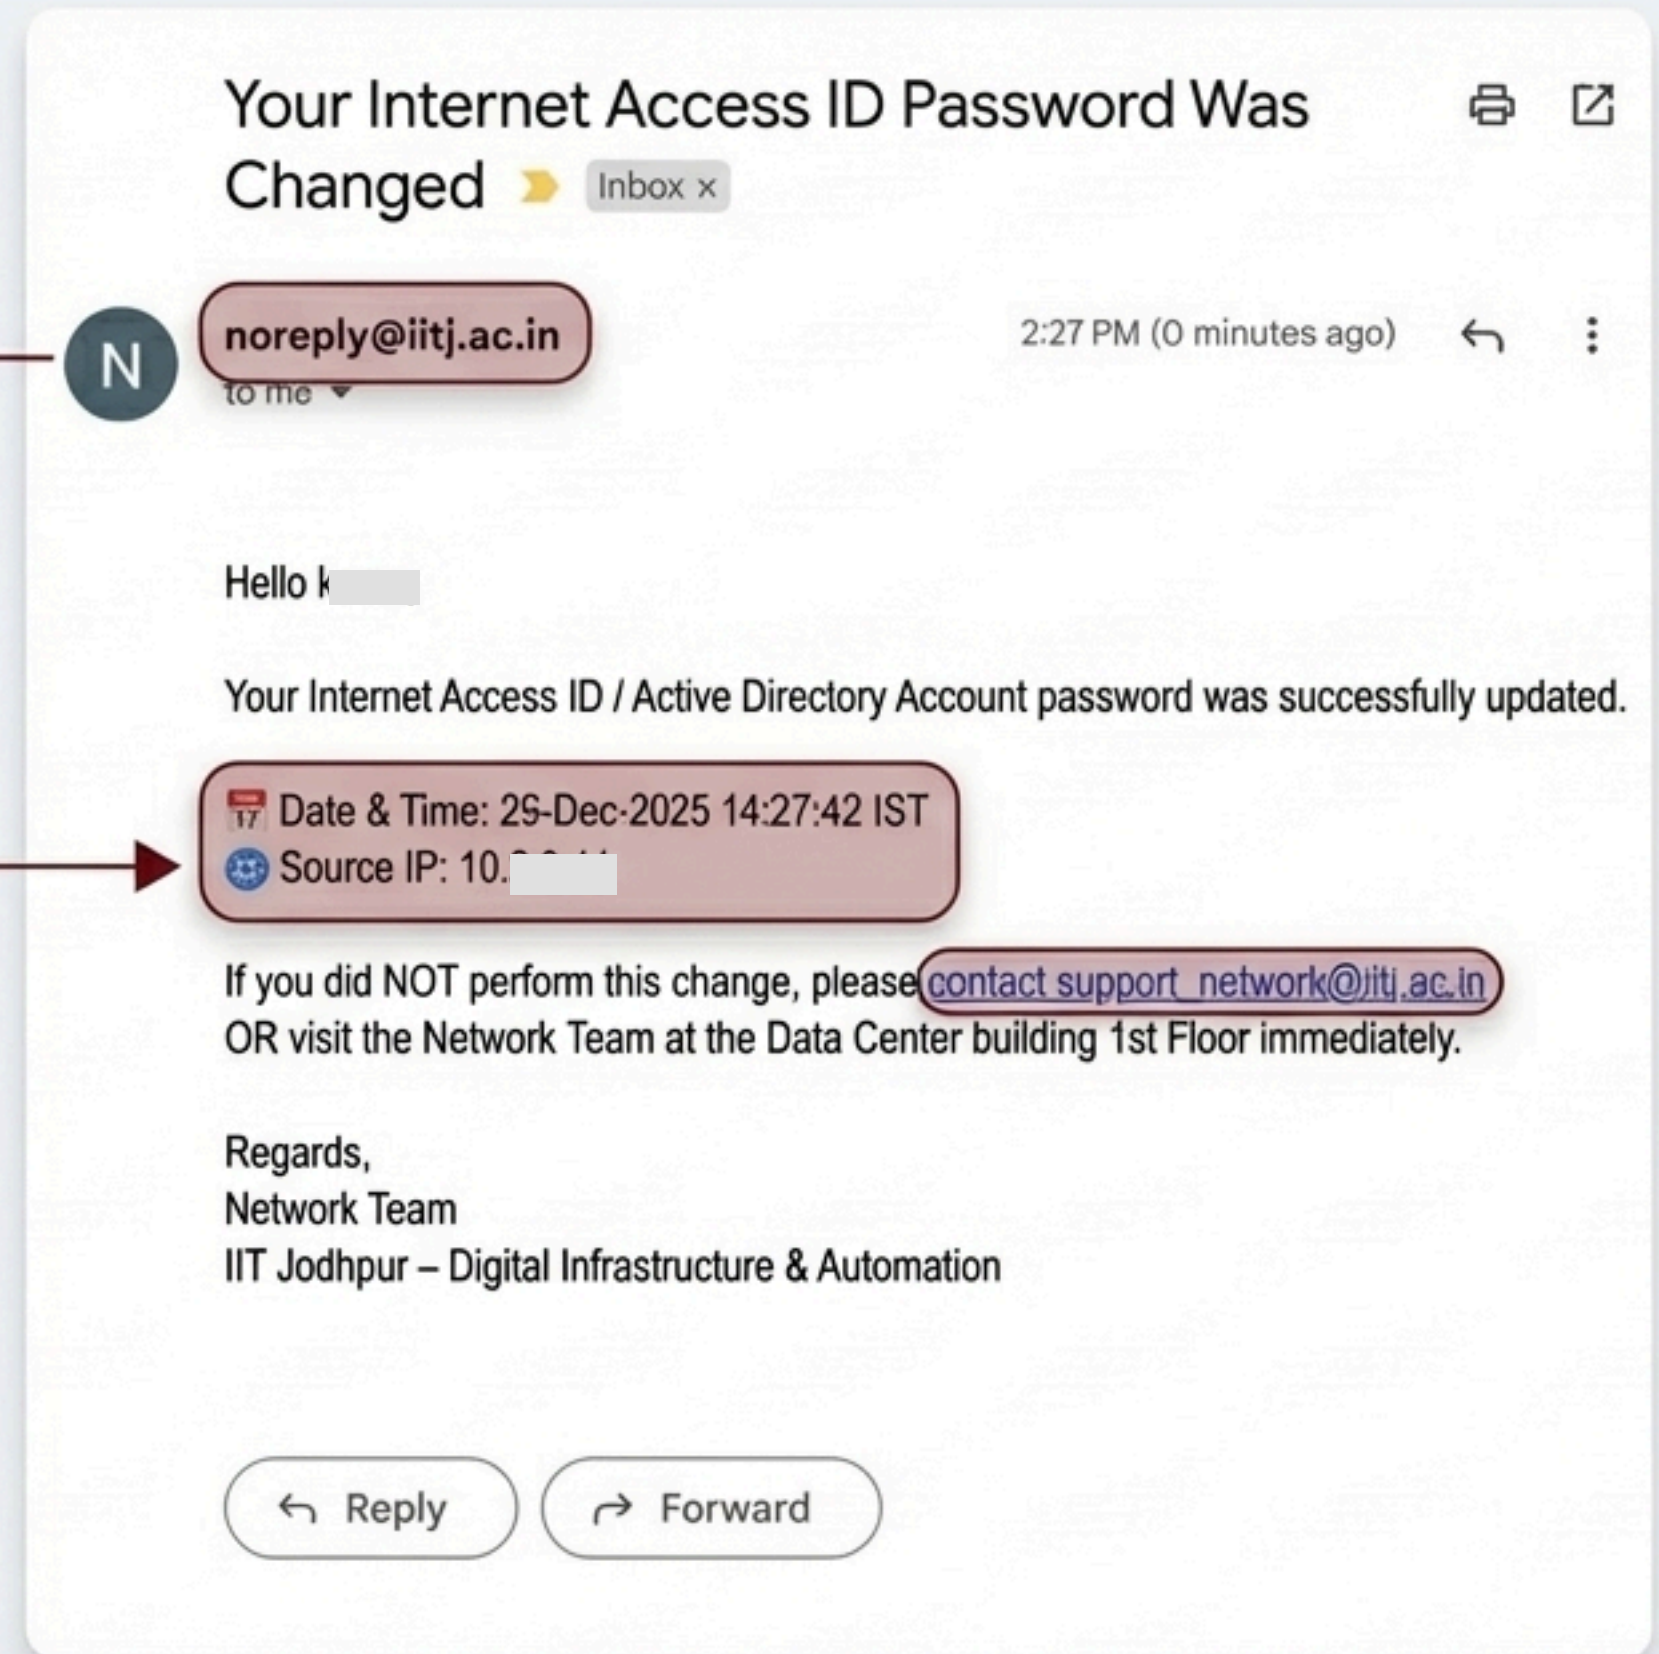 Your Internet Access ID Password Was
Changed Inbox ×
N
noreply@iitj.ac.in
2:27 PM (0 minutes ago)
to me
Hello k
Your Internet Access ID / Active Directory Account password was successfully updated.
17 Date & Time: -Dec-2025 14:27:42 IST
Source IP: 10.
If you did NOT perform this change, please contact support_network@iitj.ac.in
OR visit the Network Team at the Data Center building 1st Floor immediately.
Regards,
Network Team
IIT Jodhpur – Digital Infrastructure & Automation
Reply
Forward